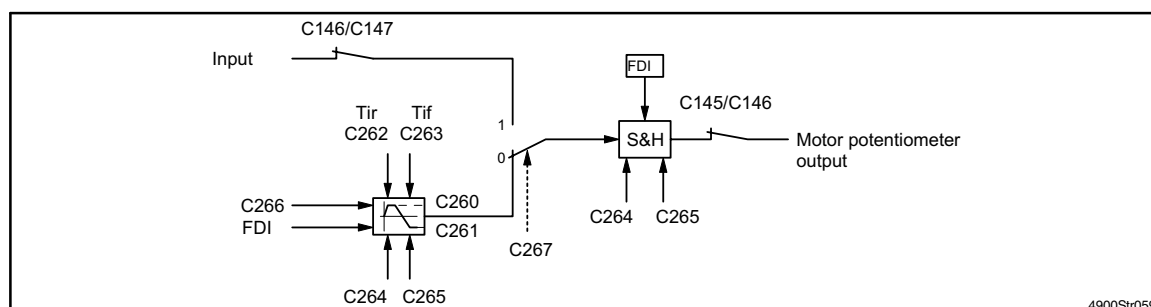 C146/C147
Input
FDI
C145/C146
Tir Tif
C262 C263
1
S&H
Motor potentiometer
output
0
C266
C260
FDI
C261
C264 C265
C267
C264 C265
4900Str059